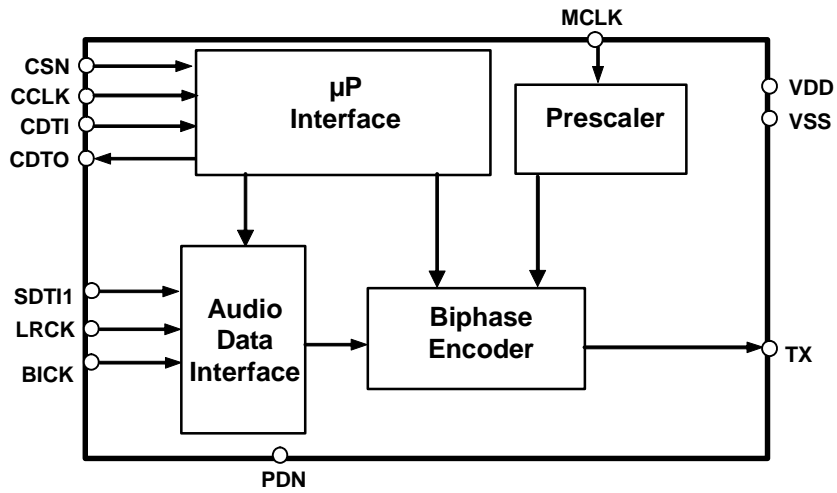 MCLK
CSN
CCLK
CDTI
CDTO
µP
Interface
Prescaler
VDD
VSS
SDTI1
LRCK
BICK
Audio
Data
Interface
Biphase
Encoder
TX
PDN